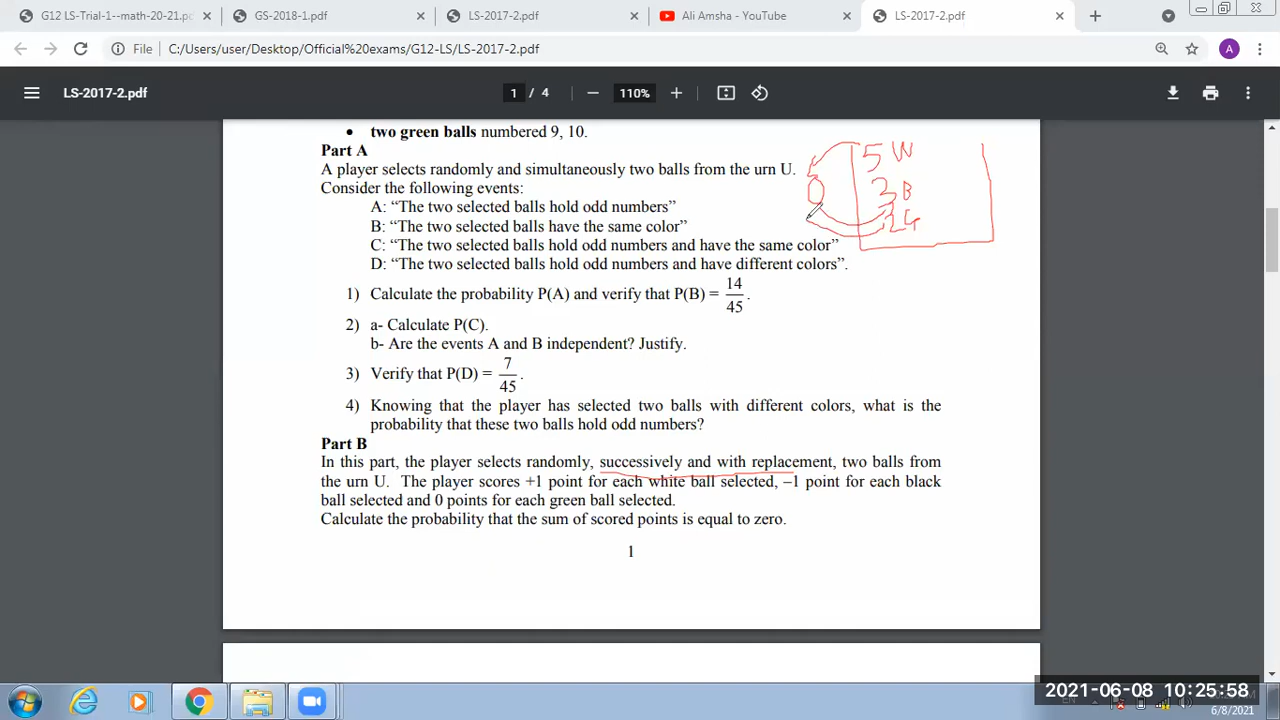 G12 LS-Trial-1--math-20-21.pd
GS-2018-1.pdf
LS-2017-2.pdf
Ali Amsha - YouTube
LS-2017-2.pdf
File
C:/Users/user/Desktop/Official%20exams/G12-LS/LS-2017-2.pdf
A
LS-2017-2.pdf
1 / 4
110%
• two green balls numbered 9, 10.
Part A
A player selects randomly and simultaneously two balls from the urn U.
Consider the following events:
A: “The two selected balls hold odd numbers”
B: “The two selected balls have the same color”
C: “The two selected balls hold odd numbers and have the same color”
D: “The two selected balls hold odd numbers and have different colors”.
5 W
3 B
2 G
1) Calculate the probability P(A) and verify that P(B) = 14/45.
2) a- Calculate P(C).
b- Are the events A and B independent? Justify.
3) Verify that P(D) = 7/45.
4) Knowing that the player has selected two balls with different colors, what is the
probability that these two balls hold odd numbers?
Part B
In this part, the player selects randomly, successively and with replacement, two balls from
the urn U. The player scores +1 point for each white ball selected, –1 point for each black
ball selected and 0 points for each green ball selected.
Calculate the probability that the sum of scored points is equal to zero.
1
2021-06-08 10:25:58
6/8/2021